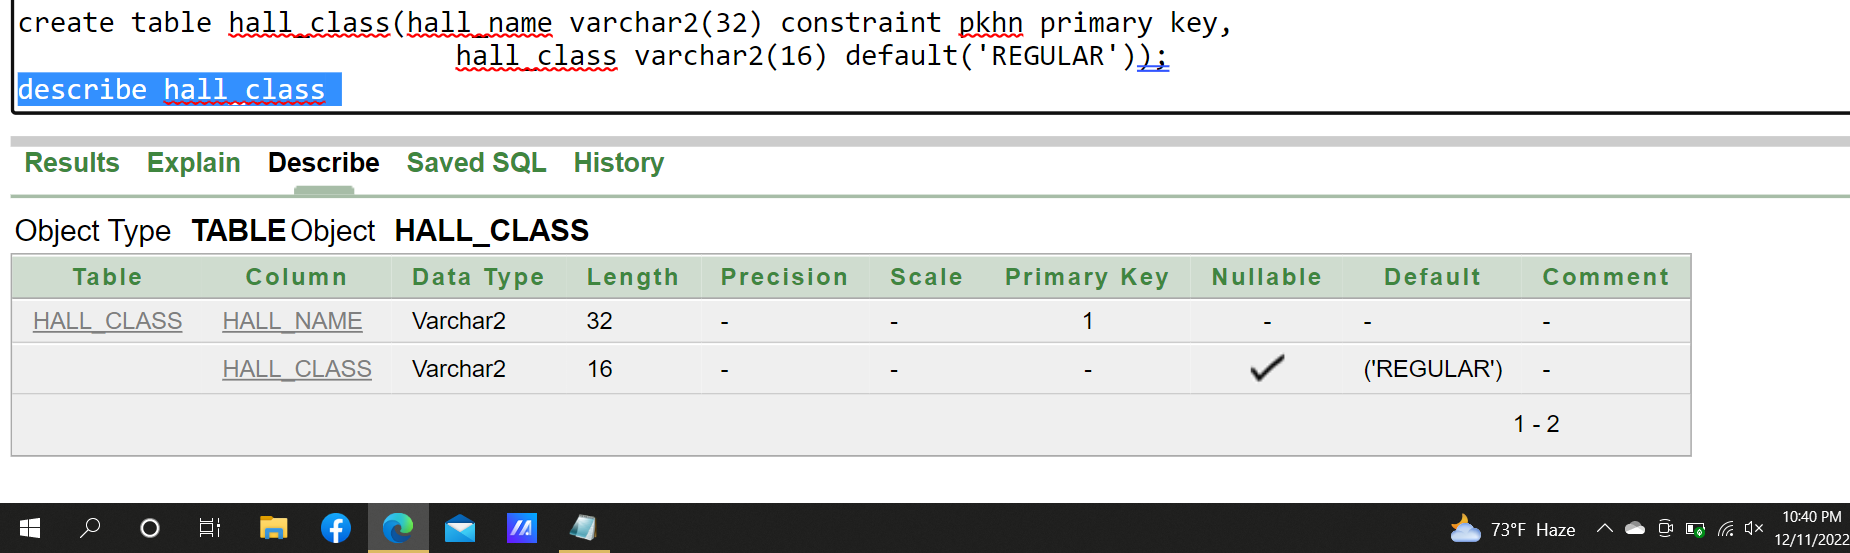 create table hall_class(hall_name varchar2(32) constraint pkhn primary key,
hall_class varchar2(16) default('REGULAR'));
describe hall_class
Results Explain Describe Saved SQL History
Object Type TABLE Object HALL_CLASS
Table Column Data Type Length Precision Scale Primary Key Nullable Default Comment
HALL_CLASS HALL_NAME Varchar2 32 - - 1 - - -
HALL_CLASS Varchar2 16 - - - ✔ ('REGULAR') -
1 - 2
73°F Haze
10:40 PM
12/11/2022